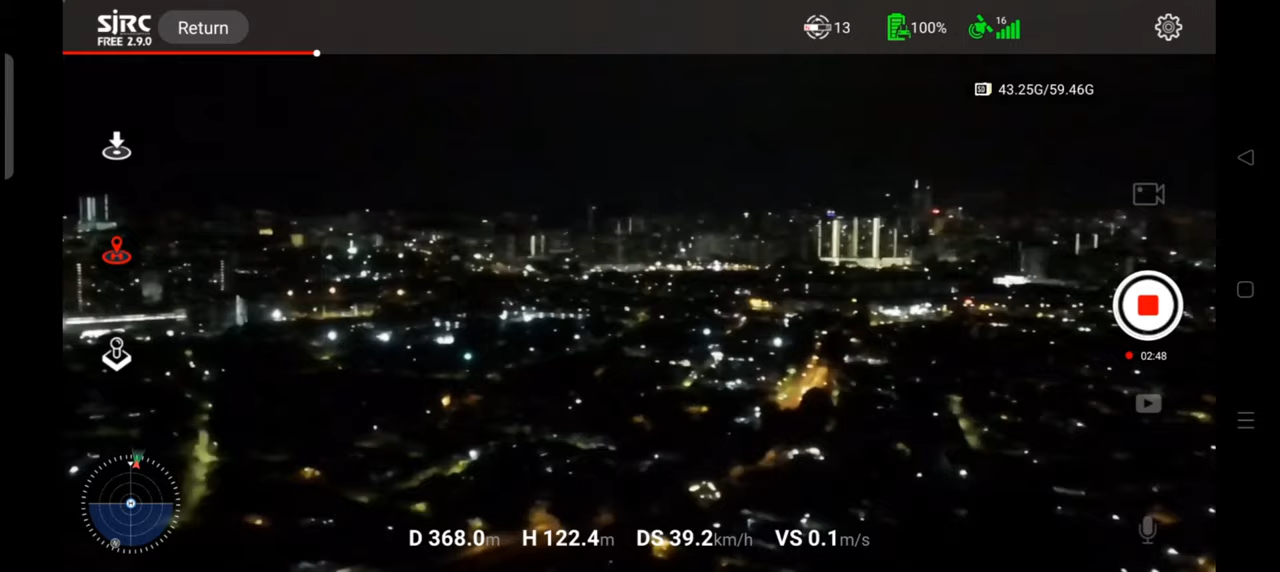 SJRC
FREE 2.9.0
Return
13
100%
16
SD 43.25G/59.46G
02:48
H
N
D 368.0m H 122.4m DS 39.2km/h VS 0.1m/s